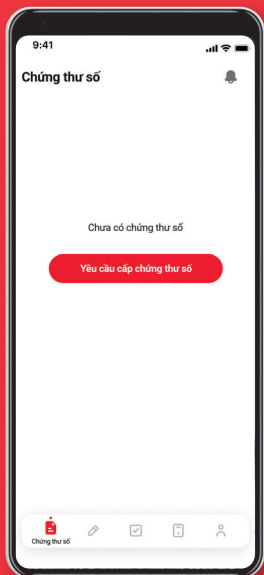 9:41
Chứng thư số
Chưa có chứng thư số
Yêu cầu cấp chứng thư số
Chứng thư số